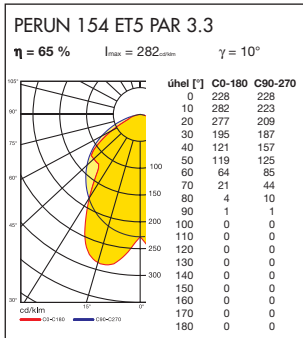 PERUN 154 ET5 PAR 3.3
η = 65 % Imax = 282cd/klm γ = 10°
úhel [°] C0-180 C90-270
0 228 228
10 282 223
20 277 209
30 195 187
40 121 157
50 119 125
60 64 85
70 21 44
80 4 10
90 1 1
100 0 0
110 0 0
120 0 0
130 0 0
140 0 0
150 0 0
160 0 0
170 0 0
180 0 0
105°
90°
75°
60°
45°
30°
15°
0°
100
150
200
250
300
cd/klm
C0-C180 C90-C270